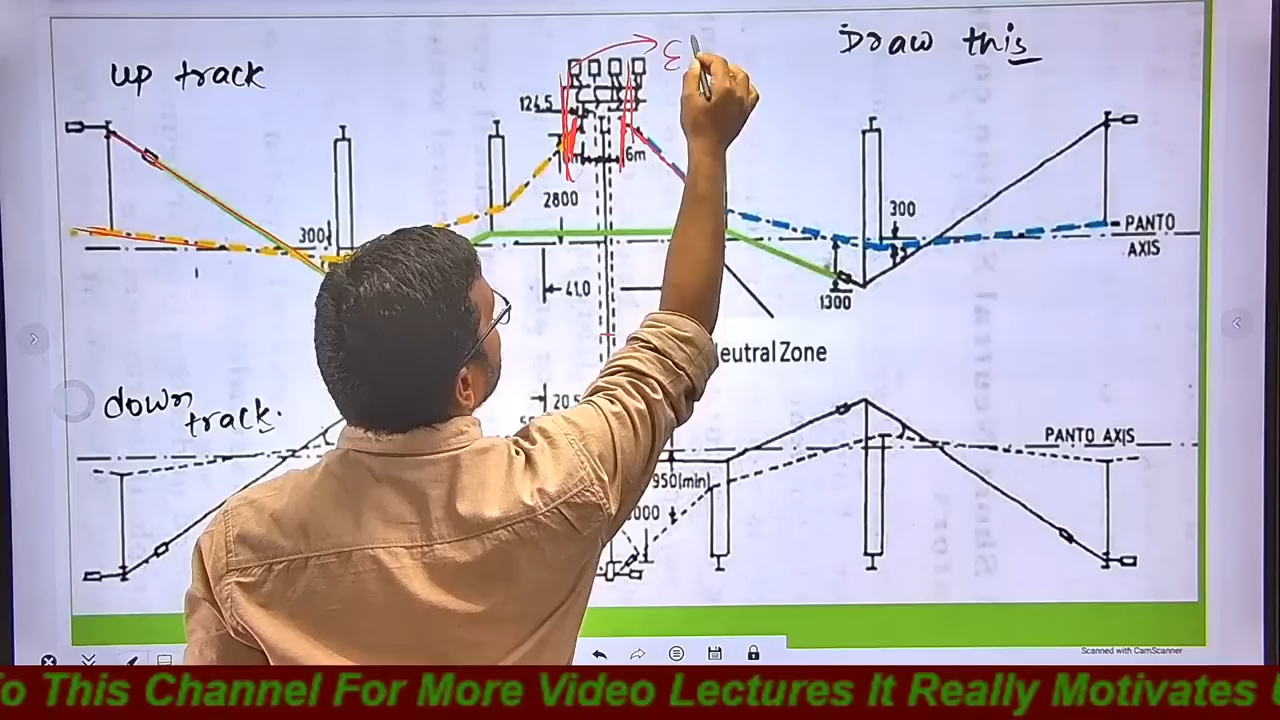 up track
Draw this
124.5
6m
2800
300
300
PANTO
AXIS
41.0
1300
Neutral Zone
down
track.
20.5
PANTO AXIS
950(min)
Scanned with CamScanner
To This Channel For More Video Lectures It Really Motivates